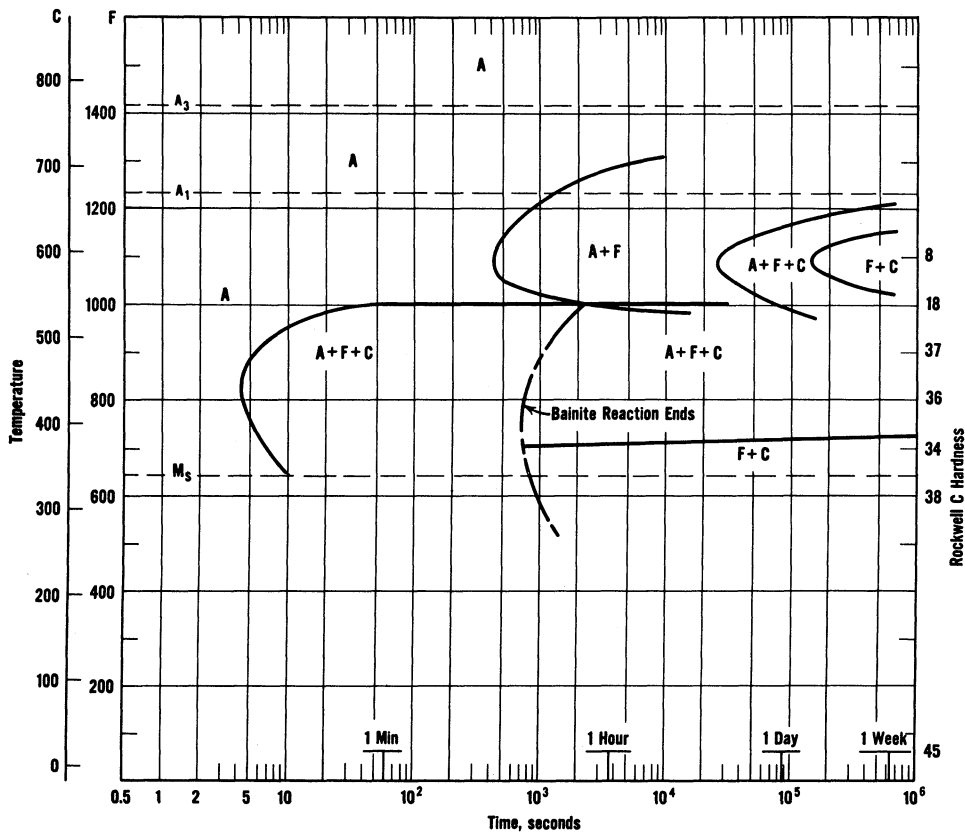 C F
A
800
A3
1400
A
700
A1
1200
600
A+F
A+F+C
F+C
8
A
1000
18
500
A+F+C
A+F+C
37
800
36
Bainite Reaction Ends
400
34
F+C
Ms
600
38
300
400
200
200
100
1 Min
1 Hour
1 Day
1 Week
45
0
0.5 1 2 5 10 10² 10³ 10⁴ 10⁵ 10⁶
Time, seconds
Temperature
Rockwell C Hardness